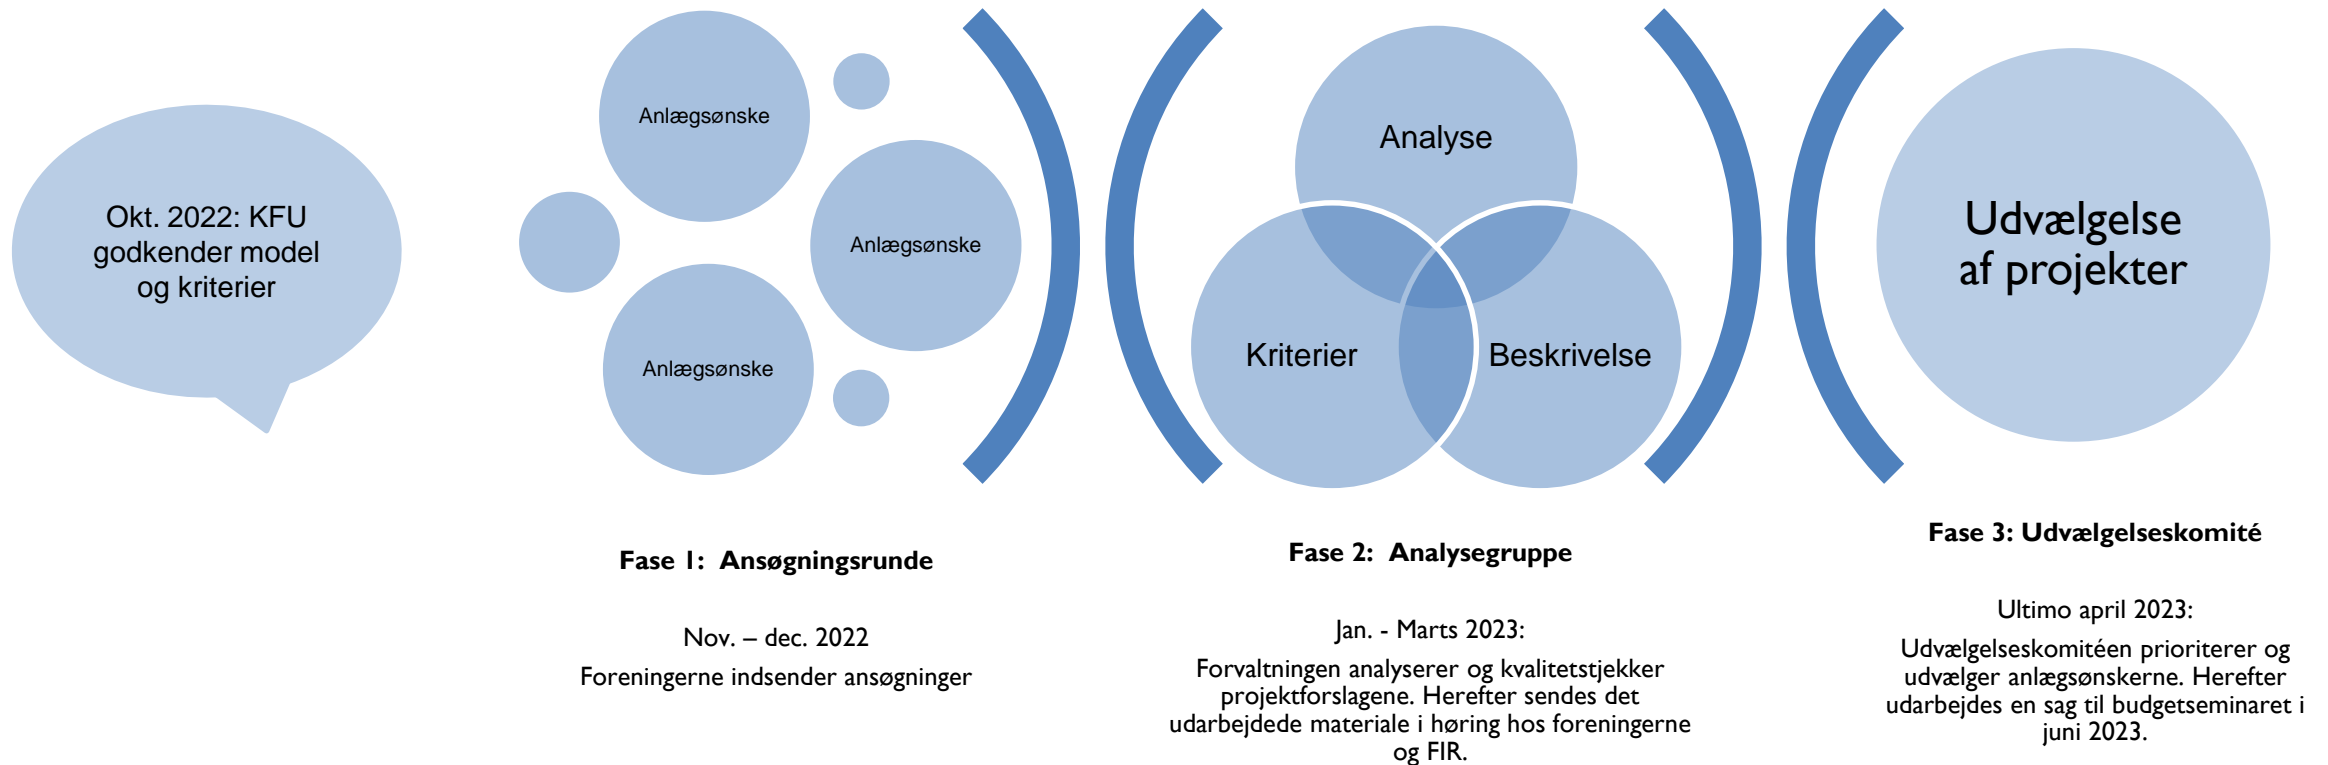 Okt. 2022: KFU
godkender model
og kriterier
Anlægsønske
Anlægsønske
Anlægsønske
Fase 1:  Ansøgningsrunde
Nov. – dec. 2022
Foreningerne indsender ansøgninger
Analyse
Kriterier
Beskrivelse
Fase 2:  Analysegruppe
Jan. - Marts 2023:
Forvaltningen analyserer og kvalitetstjekker
projektforslagene. Herefter sendes det
udarbejdede materiale i høring hos foreningerne
og FIR.
Udvælgelse
af projekter
Fase 3: Udvælgelseskomité
Ultimo april 2023:
Udvælgelseskomitéen prioriterer og
udvælger anlægsønskerne. Herefter
udarbejdes en sag til budgetseminaret i
juni 2023.